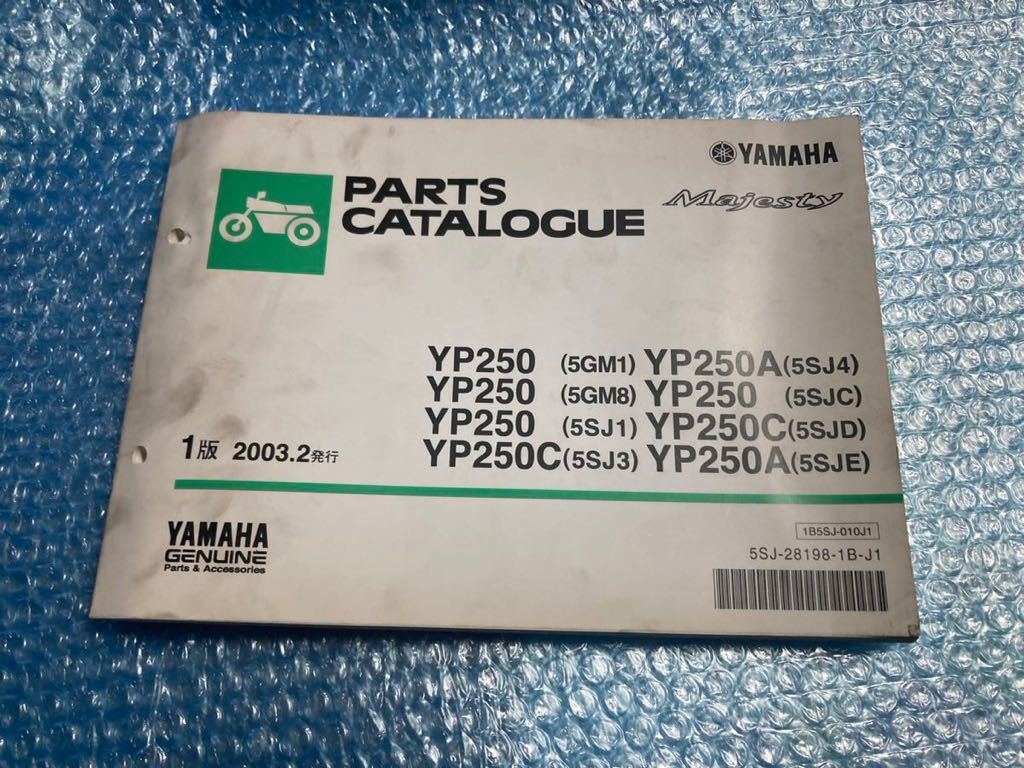 YAMAHA
Majesty
PARTS
CATALOGUE
YP250 (5GM1) YP250A (5SJ4)
YP250 (5GM8) YP250 (5SJC)
YP250 (5SJ1) YP250C (5SJD)
YP250C (5SJ3) YP250A (5SJE)
1版 2003.2発行
YAMAHA
GENUINE
Parts & Accessories
1B5SJ-010J1
5SJ-28198-1B-J1